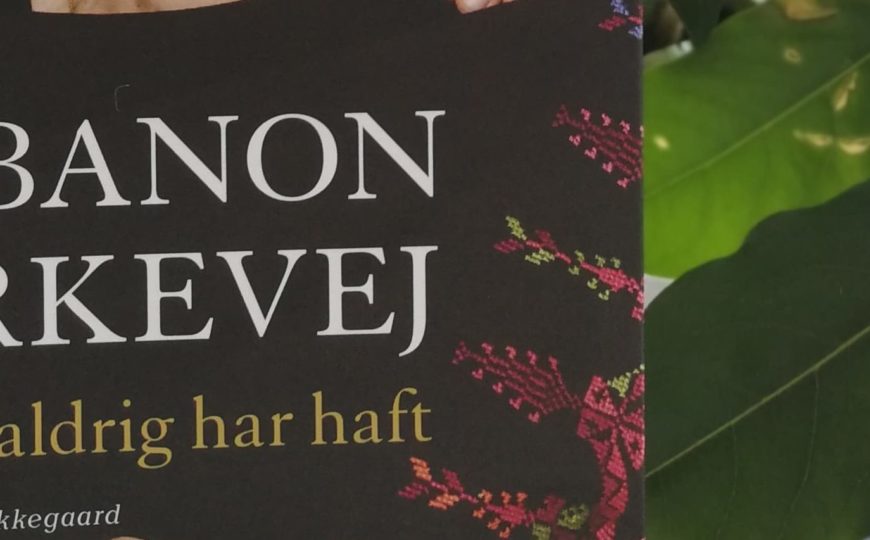 BANON
RKEVEJ
aldrig har haft
kkegaard